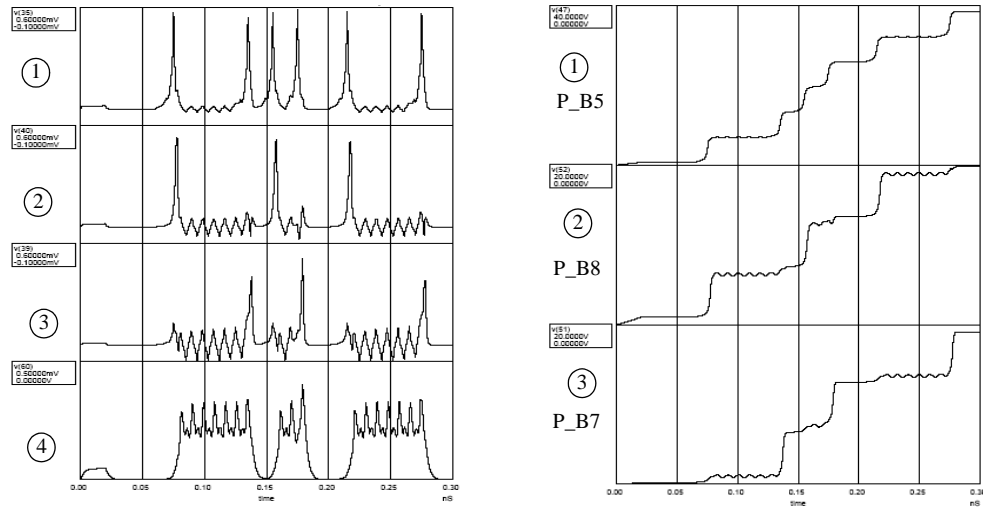 v(35)
0.60000mV
-0.10000mV
1
v(40)
0.60000mV
-0.10000mV
2
v(39)
0.60000mV
-0.10000mV
3
v(60)
0.50000mV
0.00000V
4
0.00
0.05
0.10
0.15
0.20
0.25
0.30
time
nS
v(47)
40.0000V
0.00000V
1
P_B5
v(52)
20.0000V
0.00000V
2
P_B8
v(51)
20.0000V
0.00000V
3
P_B7
0.00
0.05
0.10
0.15
0.20
0.25
0.30
time
nS